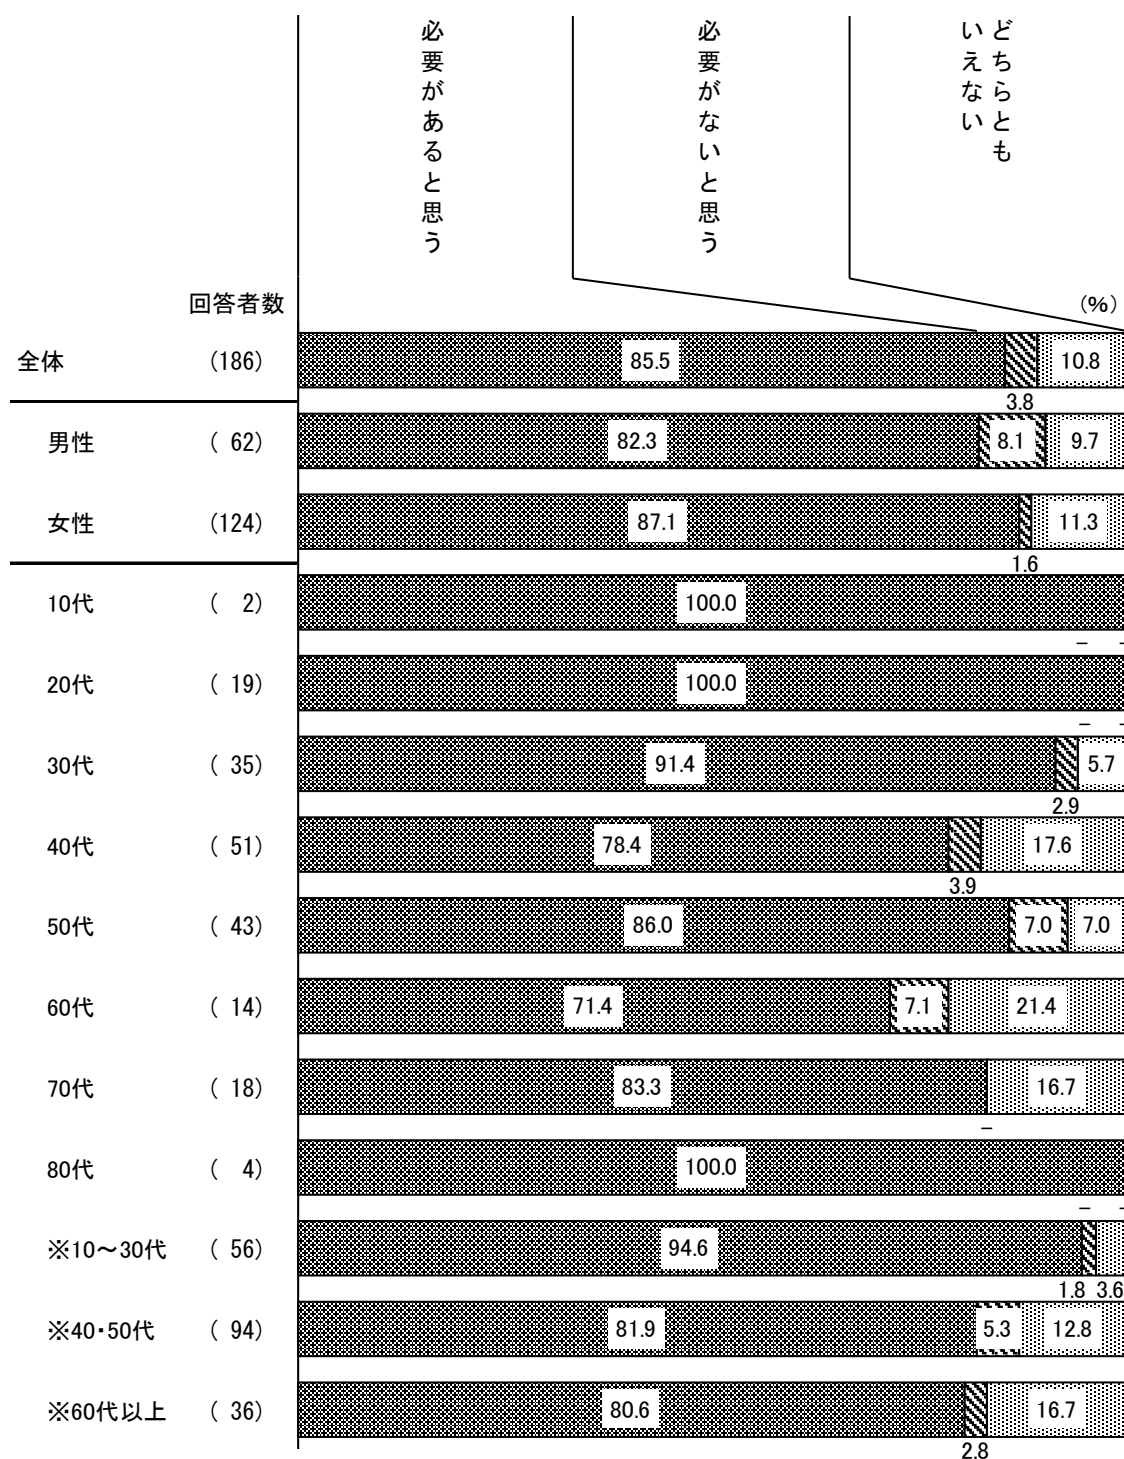 必要があると思う
必要がないと思う
どちらとも
いえない
回答者数
(%)
全体 (186) 85.5 10.8
3.8
男性 ( 62) 82.3 8.1 9.7
女性 (124) 87.1 11.3
1.6
10代 ( 2) 100.0
– –
20代 ( 19) 100.0
– –
30代 ( 35) 91.4 5.7
2.9
40代 ( 51) 78.4 17.6
3.9
50代 ( 43) 86.0 7.0 7.0
60代 ( 14) 71.4 7.1 21.4
70代 ( 18) 83.3 16.7
–
80代 ( 4) 100.0
– –
※10～30代 ( 56) 94.6
1.8 3.6
※40・50代 ( 94) 81.9 5.3 12.8
※60代以上 ( 36) 80.6 16.7
2.8